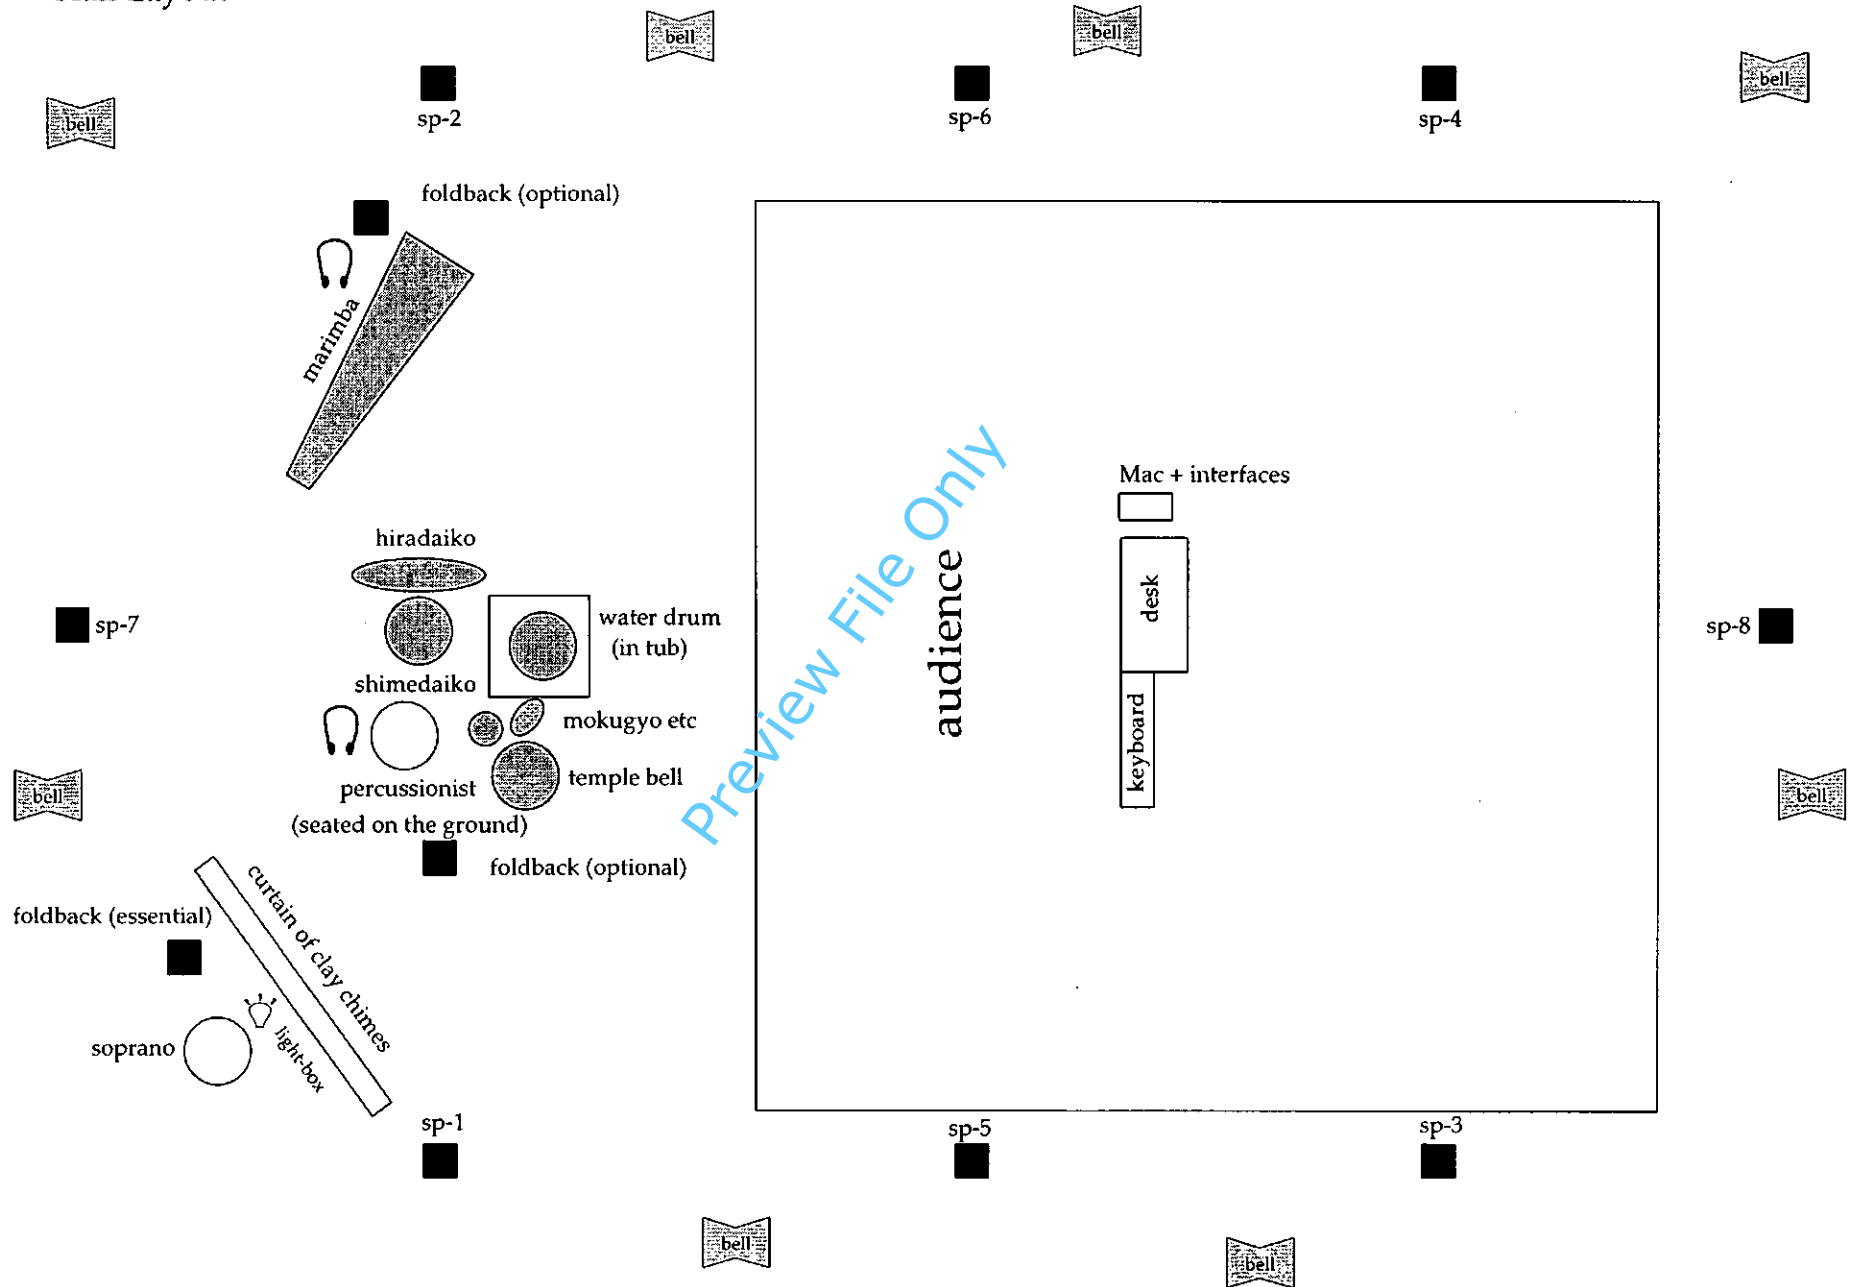 bell
bell
bell
bell
sp-2
sp-6
sp-4
foldback (optional)
marimba
Mac + interfaces
hiradaiko
audience
desk
water drum
(in tub)
sp-7
sp-8
shimedaiko
mokugyo etc
keyboard
temple bell
percussionist
(seated on the ground)
bell
bell
foldback (optional)
curtain of clay chimes
foldback (essential)
soprano
light-box
sp-1
sp-5
sp-3
bell
bell
Preview File Only